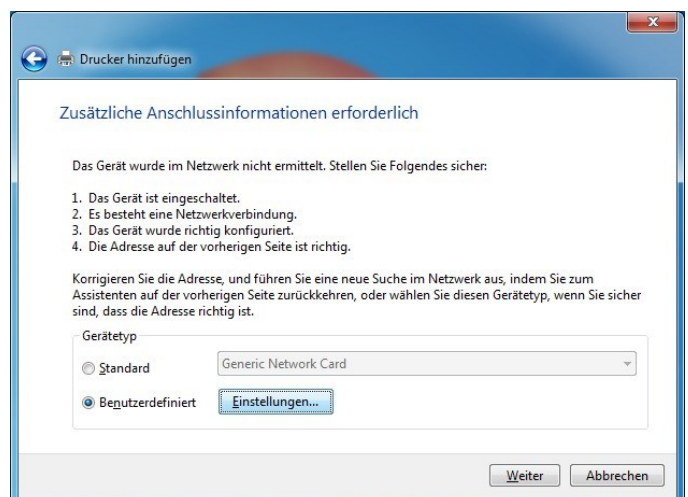 Drucker hinzufügen
Zusätzliche Anschlussinformationen erforderlich
Das Gerät wurde im Netzwerk nicht ermittelt. Stellen Sie Folgendes sicher:
1. Das Gerät ist eingeschaltet.
2. Es besteht eine Netzwerkverbindung.
3. Das Gerät wurde richtig konfiguriert.
4. Die Adresse auf der vorherigen Seite ist richtig.
Korrigieren Sie die Adresse, und führen Sie eine neue Suche im Netzwerk aus, indem Sie zum
Assistenten auf der vorherigen Seite zurückkehren, oder wählen Sie diesen Gerätetyp, wenn Sie sicher
sind, dass die Adresse richtig ist.
Gerätetyp
Standard
Generic Network Card
Benutzerdefiniert
Einstellungen...
Weiter
Abbrechen